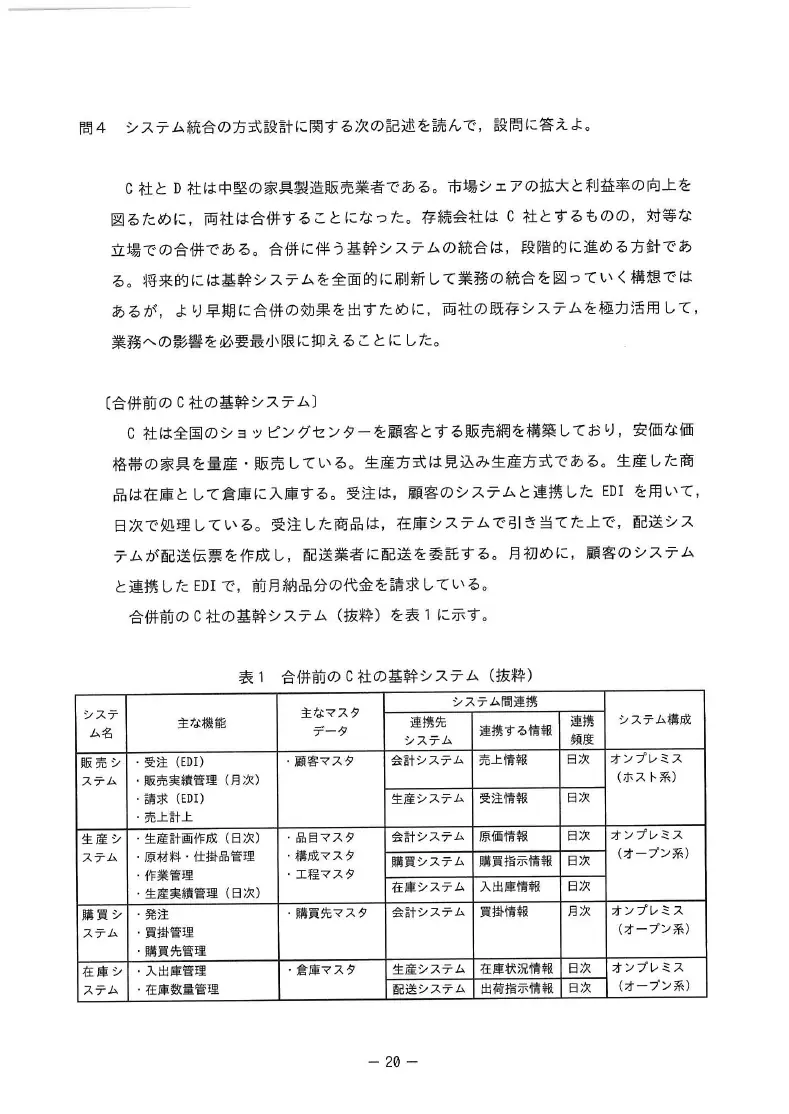 問4 システム統合の方式設計に関する次の記述を読んで，設問に答えよ。
C 社と D 社は中堅の家具製造販売業者である。市場シェアの拡大と利益率の向上を
図るために，両社は合併することになった。存続会社は C 社とするものの，対等な
立場での合併である。合併に伴う基幹システムの統合は，段階的に進める方針であ
る。将来的には基幹システムを全面的に刷新して業務の統合を図っていく構想では
あるが，より早期に合併の効果を出すために，両社の既存システムを極力活用して，
業務への影響を必要最小限に抑えることにした。
〔合併前の C 社の基幹システム〕
C 社は全国のショッピングセンターを顧客とする販売網を構築しており，安価な価
格帯の家具を量産・販売している。生産方式は見込み生産方式である。生産した商
品は在庫として倉庫に入庫する。受注は，顧客のシステムと連携した EDI を用いて，
日次で処理している。受注した商品は，在庫システムで引き当てた上で，配送シス
テムが配送伝票を作成し，配送業者に配送を委託する。月初めに，顧客のシステム
と連携した EDI で，前月納品分の代金を請求している。
合併前の C 社の基幹システム（抜粋）を表 1 に示す。
表 1 合併前の C 社の基幹システム（抜粋）
システム名 主な機能 主なマスタデータ システム間連携 システム構成
連携先システム 連携する情報 連携頻度
販売システム ・受注（EDI） ・顧客マスタ 会計システム 売上情報 日次 オンプレミス
・販売実績管理（月次） （ホスト系）
・請求（EDI） 生産システム 受注情報 日次
・売上計上
生産システム ・生産計画作成（日次） ・品目マスタ 会計システム 原価情報 日次 オンプレミス
・原材料・仕掛品管理 ・構成マスタ 購買システム 購買指示情報 日次 （オープン系）
・作業管理 ・工程マスタ
・生産実績管理（日次） 在庫システム 入出庫情報 日次
購買システム ・発注 ・購買先マスタ 会計システム 買掛情報 月次 オンプレミス
・買掛管理 （オープン系）
・購買先管理
在庫システム ・入出庫管理 ・倉庫マスタ 生産システム 在庫状況情報 日次 オンプレミス
・在庫数量管理 配送システム 出荷指示情報 日次 （オープン系）
― 20 ―